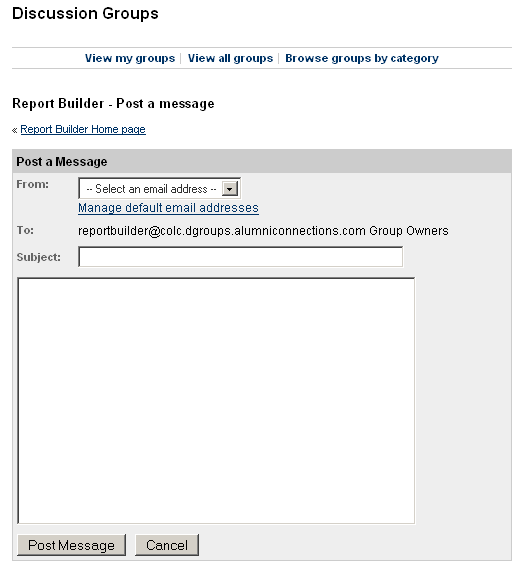 Discussion Groups
View my groups | View all groups | Browse groups by category
Report Builder - Post a message
« Report Builder Home page
Post a Message
From: -- Select an email address --
Manage default email addresses
To: reportbuilder@colc.dgroups.alumniconnections.com Group Owners
Subject:
Post Message Cancel